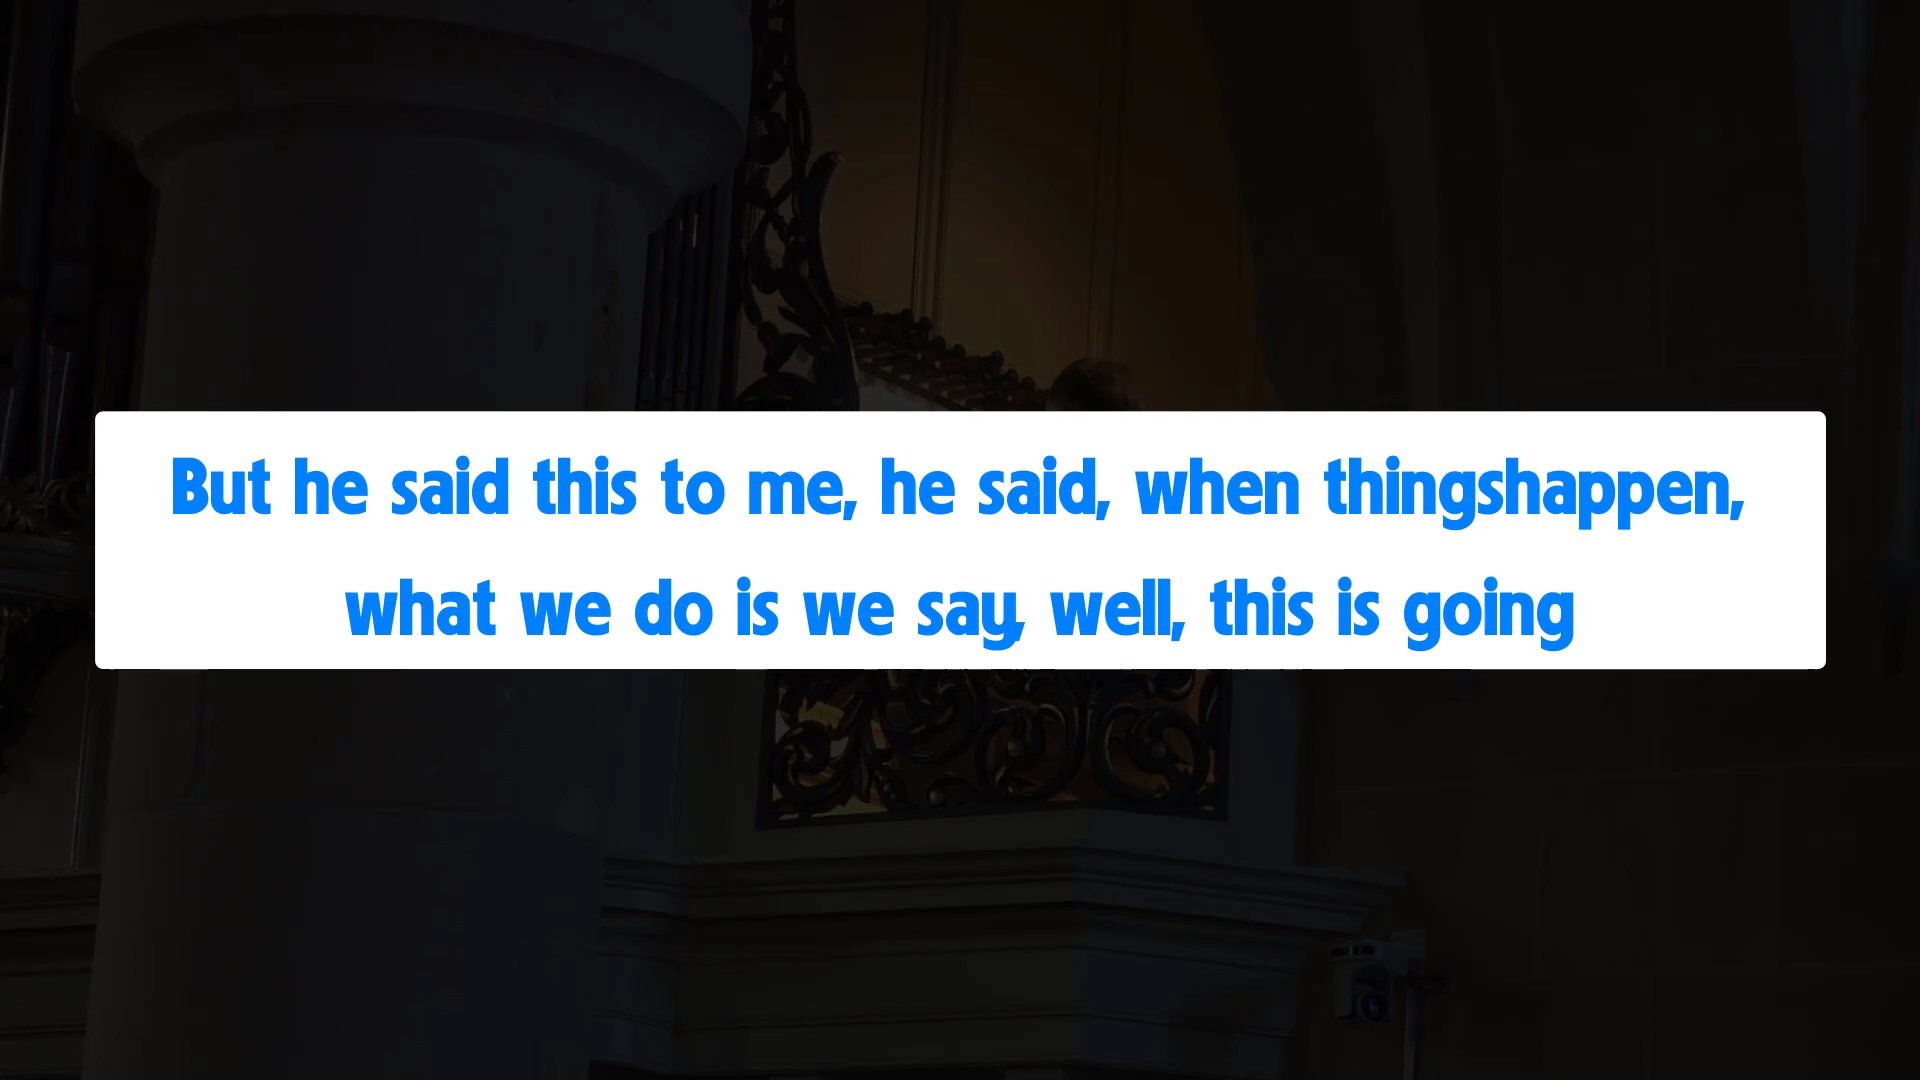 But he said this to me, he said, when thingshappen,
what we do is we say, well, this is going